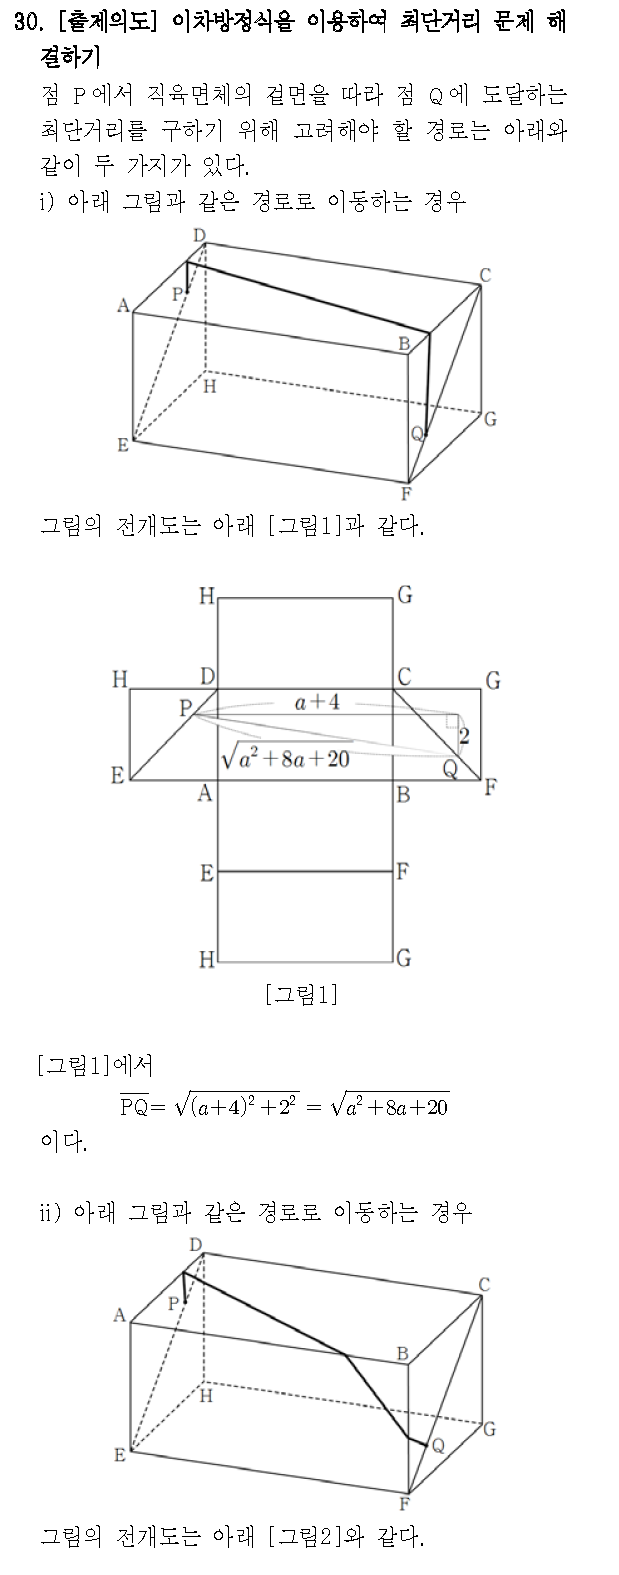 30. [출제의도] 이차방정식을 이용하여 최단거리 문제 해
결하기
점 P에서 직육면체의 겉면을 따라 점 Q에 도달하는
최단거리를 구하기 위해 고려해야 할 경로는 아래와
같이 두 가지가 있다.
i) 아래 그림과 같은 경로로 이동하는 경우
D
C
P
A
B
H
G
Q
E
F
그림의 전개도는 아래 [그림1]과 같다.
H G
H D C G
P a+4
2
√(a²+8a+20)
Q
E A B F
E F
H G
[그림1]
[그림1]에서
PQ = √((a+4)²+2²) = √(a²+8a+20)
이다.
ii) 아래 그림과 같은 경로로 이동하는 경우
D
C
P
A
B
H
G
Q
E
F
그림의 전개도는 아래 [그림2]와 같다.